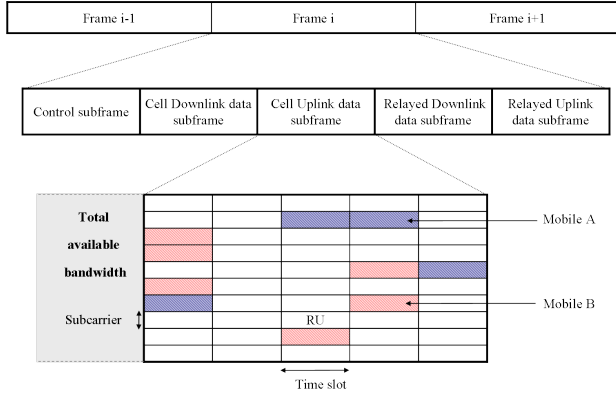 Frame i-1
Frame i
Frame i+1
Control subframe
Cell Downlink data
subframe
Cell Uplink data
subframe
Relayed Downlink
data subframe
Relayed Uplink
data subframe
Total
available
bandwidth
Mobile A
Mobile B
Subcarrier
RU
Time slot